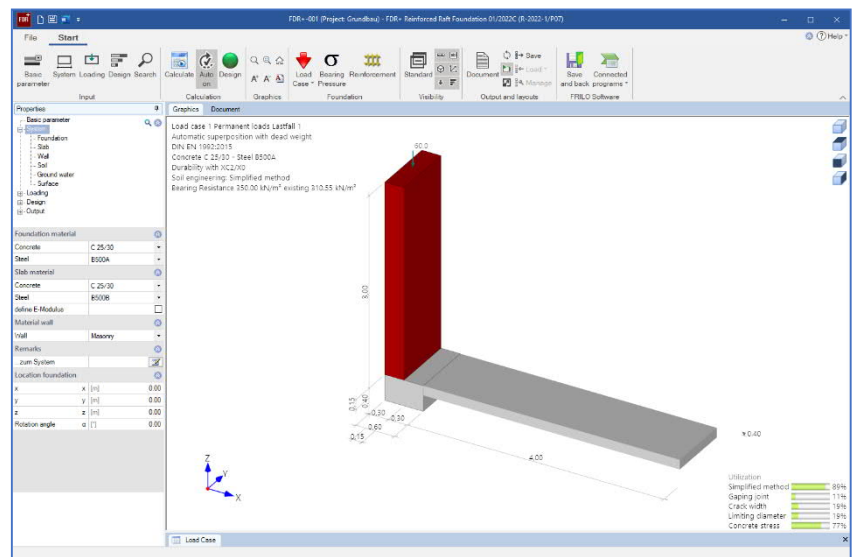 FDR+-001 (Project: Grundbau) - FDR+ Reinforced Raft Foundation 01/2022C (R-2022-1/P07)
File Start
Help
Basic parameter System Loading Design Search
Input
Calculate Auto on Design
Calculation
Graphics
Load Case Bearing Pressure Reinforcement
Foundation
Standard
Visibility
Document Save
Load
Manage
Output and layouts
Save and back Connected programs
FRILO Software
Properties
Graphics Document
Basic parameter
System
Foundation
Slab
Wall
Soil
Ground water
Surface
Loading
Design
Output
Foundation material
Concrete C 25/30
Steel B500A
Slab material
Concrete C 25/30
Steel B500B
define E-Modulus
Material wall
Wall Masonry
Remarks
...zum System
Location foundation
x x [m] 0.00
y y [m] 0.00
z z [m] 0.00
Rotation angle α [°] 0.00
Load case 1 Permanent loads Lastfall 1
Automatic superposition with dead weight
DIN EN 1992:2015
Concrete C 25/30 - Steel B500A
Durability with XC2/X0
Soil engineering: Simplified method
Bearing Resistance 350.00 kN/m² existing 310.55 kN/m²
60.0
3,00
0,15
0,40
0,30
0,30
0,60
0,15
4,00
Z
Y
X
Utilization
Simplified method 89%
Gaping joint 11%
Crack width 19%
Limiting diameter 19%
Concrete stress 77%
Load Case